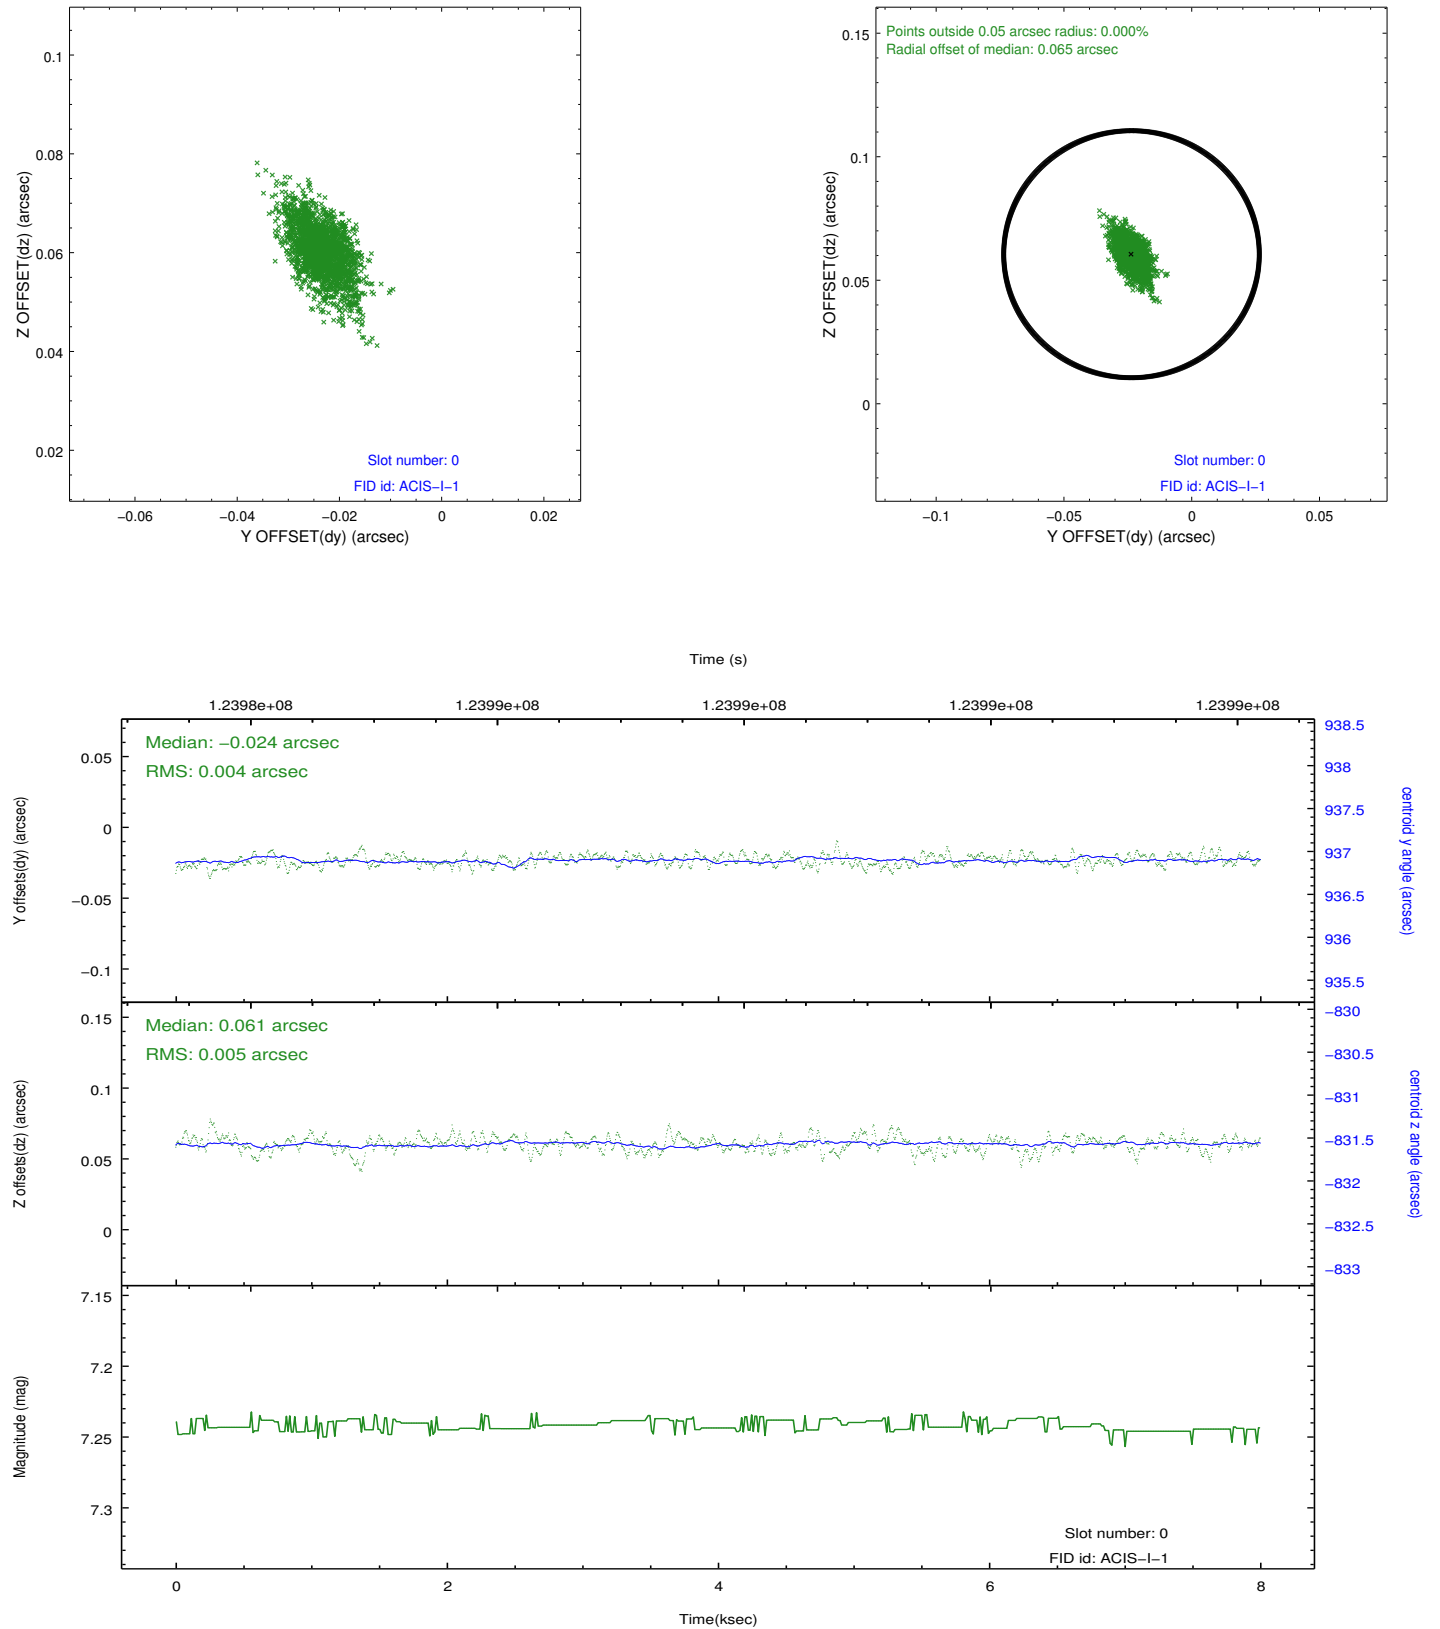 0.1
0.08
0.06
0.04
0.02
Z OFFSET(dz) (arcsec)
Slot number: 0
FID id: ACIS−I−1
−0.06
−0.04
−0.02
0
0.02
Y OFFSET(dy) (arcsec)
Points outside 0.05 arcsec radius: 0.000%
Radial offset of median: 0.065 arcsec
0.15
0.1
0.05
0
Z OFFSET(dz) (arcsec)
Slot number: 0
FID id: ACIS−I−1
−0.1
−0.05
0
0.05
Y OFFSET(dy) (arcsec)
Time (s)
1.2398e+08
1.2399e+08
1.2399e+08
1.2399e+08
1.2399e+08
Median: −0.024 arcsec
RMS: 0.004 arcsec
0.05
0
−0.05
−0.1
Y offsets(dy) (arcsec)
938.5
938
937.5
937
936.5
936
935.5
centroid y angle (arcsec)
Median: 0.061 arcsec
RMS: 0.005 arcsec
0.15
0.1
0.05
0
Z offsets(dz) (arcsec)
−830
−830.5
−831
−831.5
−832
−832.5
−833
centroid z angle (arcsec)
7.15
7.2
7.25
7.3
Magnitude (mag)
Slot number: 0
FID id: ACIS−I−1
0
2
4
6
8
Time(ksec)